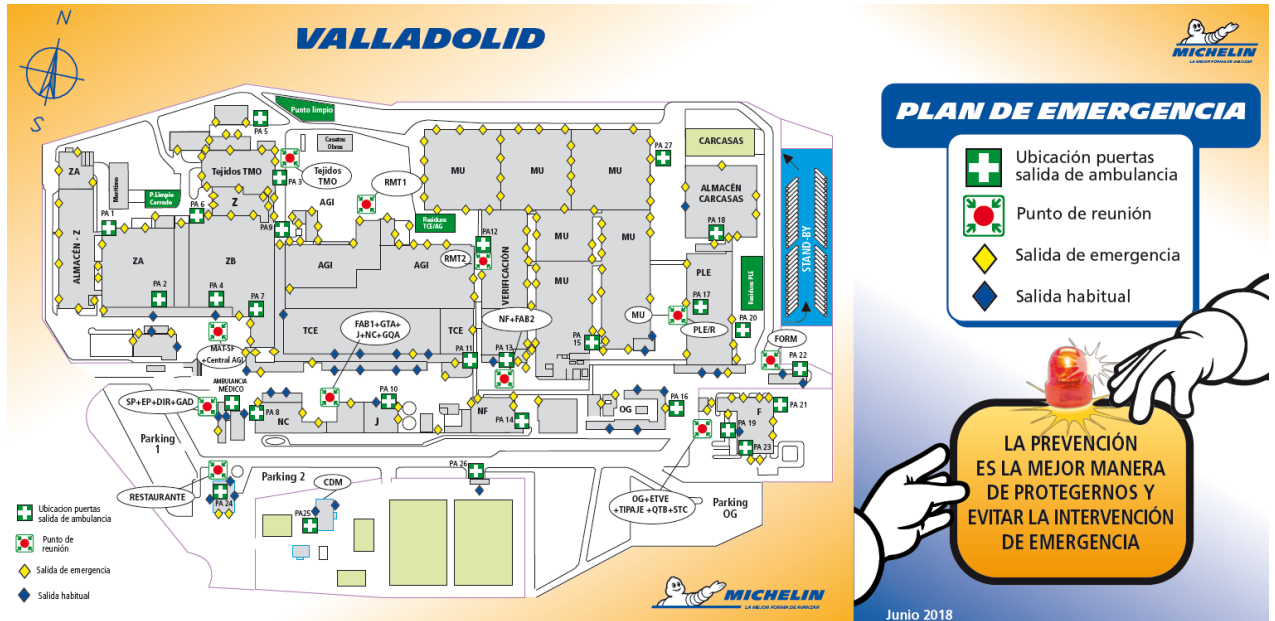 N
S
VALLADOLID
MICHELIN
LA MEJOR FORMA DE AVANZAR
PLAN DE EMERGENCIA
Ubicación puertas
salida de ambulancia
Punto de reunión
Salida de emergencia
Salida habitual
Punto limpio
PA 5
Casetas
Obras
Tejidos TMO
Tejidos
TMO
PA 3
RMT1
MU
MU
MU
PA 27
CARCASAS
ZA
P.Limpio
Cerrado
PA 6
Z
AGI
PA9
Residuos
TCE/AG
PA12
ALMACÉN
CARCASAS
PA 18
STAND-BY
PA 1
ALMACÉN - Z
ZA
ZB
AGI
AGI
RMT2
VERIFICACIÓN
MU
MU
MU
PLE
Residuos PLE
PA 2
PA 4
PA 7
PA 17
MAT-SF
+Central AGI
TCE
FAB1+GTA+
J+NC+GQA
TCE
NF+FAB2
MU
PLE/R
PA 20
PA 11
PA 13
PA
15
FORM
PA 22
AMBULANCIA
MÉDICO
SP+EP+DIR+GAD
PA 8
NC
PA 10
J
NF
PA 14
OG
PA 16
F
PA 21
PA
19
PA 23
Parking
1
RESTAURANTE
PA 24
Parking 2
CDM
PA25
PA 26
OG+ETVE
+TIPAJE +QTB+STC
Parking
OG
Ubicacion puertas
salida de ambulancia
Punto de
reunión
Salida de emergencia
Salida habitual
MICHELIN
LA MEJOR FORMA DE AVANZAR
LA PREVENCIÓN
ES LA MEJOR MANERA
DE PROTEGERNOS Y
EVITAR LA INTERVENCIÓN
DE EMERGENCIA
Junio 2018